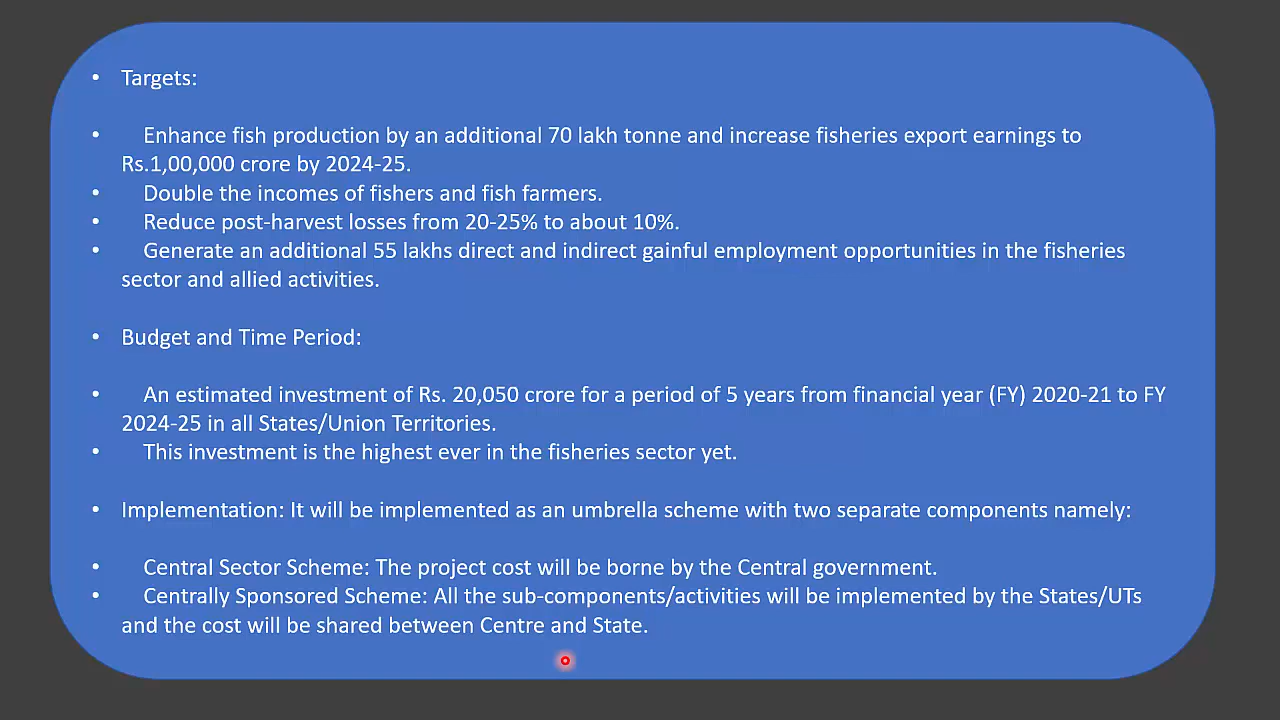 • Targets:
• Enhance fish production by an additional 70 lakh tonne and increase fisheries export earnings to
Rs.1,00,000 crore by 2024-25.
• Double the incomes of fishers and fish farmers.
• Reduce post-harvest losses from 20-25% to about 10%.
• Generate an additional 55 lakhs direct and indirect gainful employment opportunities in the fisheries
sector and allied activities.
• Budget and Time Period:
• An estimated investment of Rs. 20,050 crore for a period of 5 years from financial year (FY) 2020-21 to FY
2024-25 in all States/Union Territories.
• This investment is the highest ever in the fisheries sector yet.
• Implementation: It will be implemented as an umbrella scheme with two separate components namely:
• Central Sector Scheme: The project cost will be borne by the Central government.
• Centrally Sponsored Scheme: All the sub-components/activities will be implemented by the States/UTs
and the cost will be shared between Centre and State.